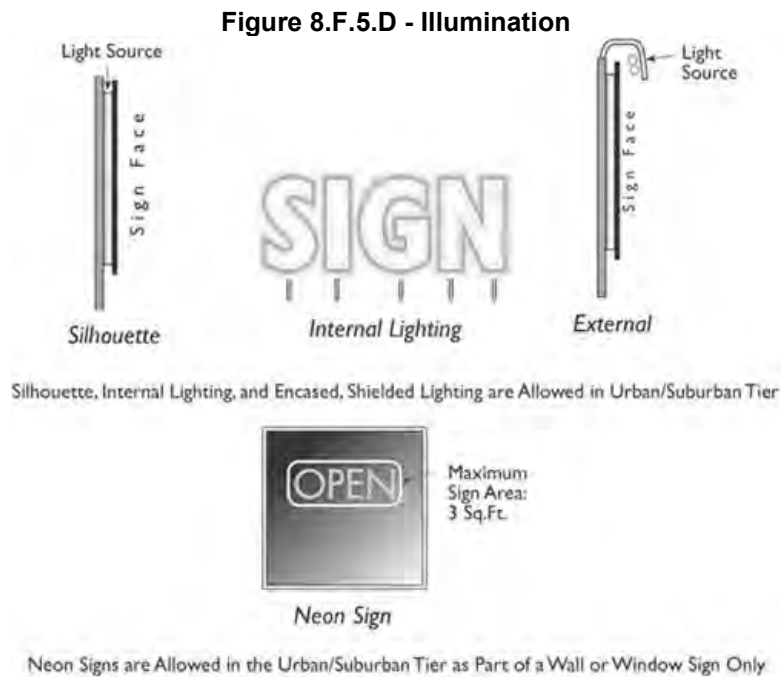 Figure 8.F.5.D - Illumination
Light Source
Sign Face
Silhouette
SIGN
Internal Lighting
Light
Source
Sign Face
External
Silhouette, Internal Lighting, and Encased, Shielded Lighting are Allowed in Urban/Suburban Tier
OPEN
Maximum
Sign Area:
3 Sq.Ft.
Neon Sign
Neon Signs are Allowed in the Urban/Suburban Tier as Part of a Wall or Window Sign Only